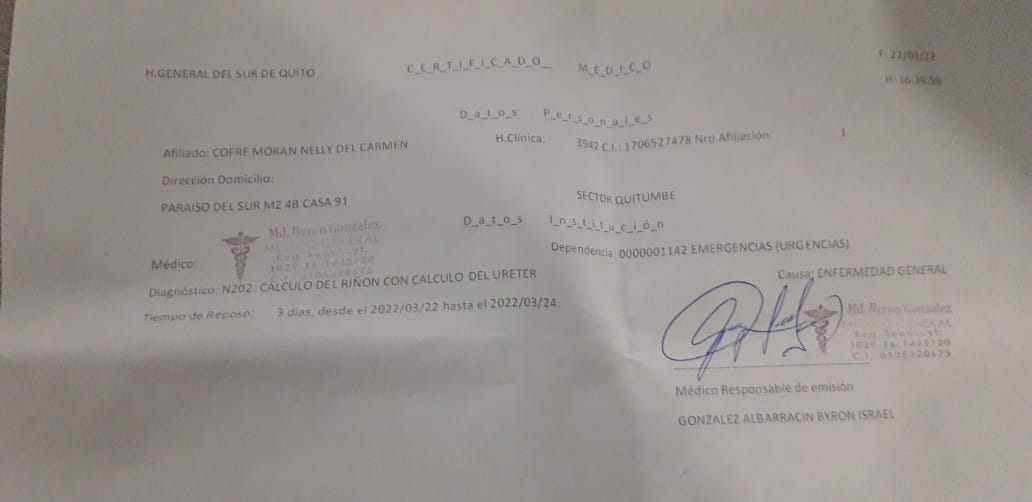 F: 22/03/22
H.GENERAL DEL SUR DE QUITO C_E_R_T_I_F_I_C_A_D_O__ M_E_D_I_C_O
H: 16:39:59
D_a_t_o_s P_e_r_s_o_n_a_l_e_s
Afiliado: COFRE MORAN NELLY DEL CARMEN H.Clínica: 3942 C.I.: 1706527478 Nro Afiliación: 1
Dirección Domicilio:
PARAISO DEL SUR MZ 4B CASA 91 SECTOR QUITUMBE
D_a_t_o_s I_n_s_t_i_t_u_c_i_ó_n
Md. Byron Gonzalez
MEDICO GENERAL
Reg. Senescyt:
1029-16-1442720
C.I. 0105320675
Médico: Dependencia: 0000001142 EMERGENCIAS (URGENCIAS)
Diagnóstico: N202. CALCULO DEL RIÑON CON CALCULO DEL URETER Causa: ENFERMEDAD GENERAL
Tiempo de Reposo: 3 días, desde el 2022/03/22 hasta el 2022/03/24.
Md. Byron Gonzalez
MEDICO GENERAL
Reg. Senescyt:
1029-16-1442720
C.I. 0105320675
Médico Responsable de emisión
GONZALEZ ALBARRACIN BYRON ISRAEL